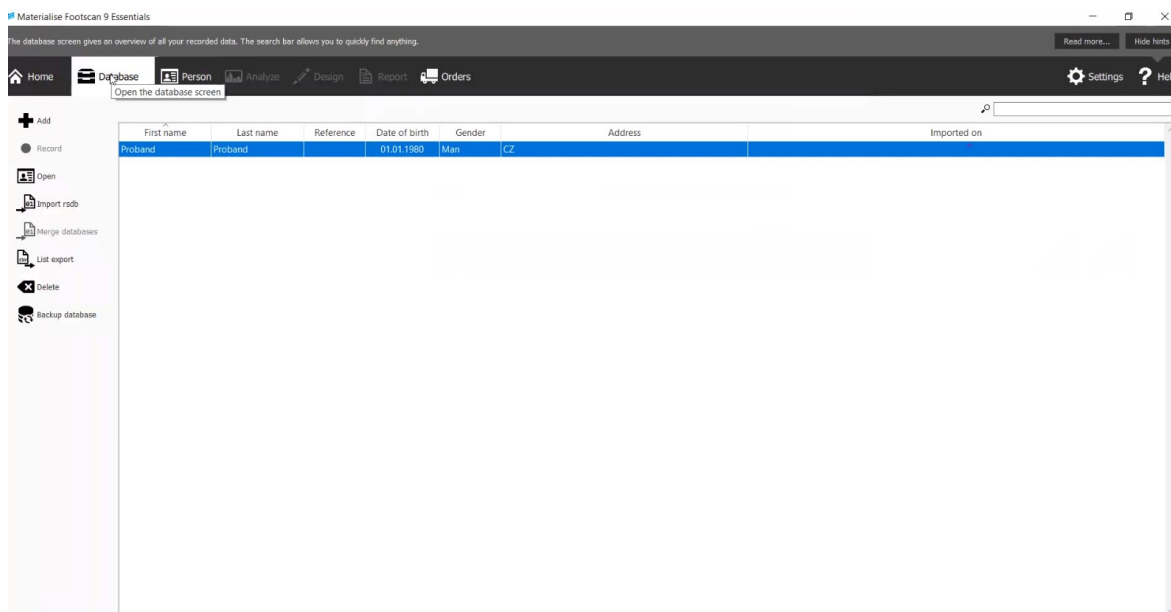 Materialise Footscan 9 Essentials
The database screen gives an overview of all your recorded data. The search bar allows you to quickly find anything. Read more... Hide hints
Home Database Person Analyze Design Report Orders Settings ? Hel
Open the database screen
Add
First name Last name Reference Date of birth Gender Address Imported on
Record
Proband Proband 01.01.1980 Man CZ
Open
Import rsdb
Merge databases
List export
Delete
Backup database